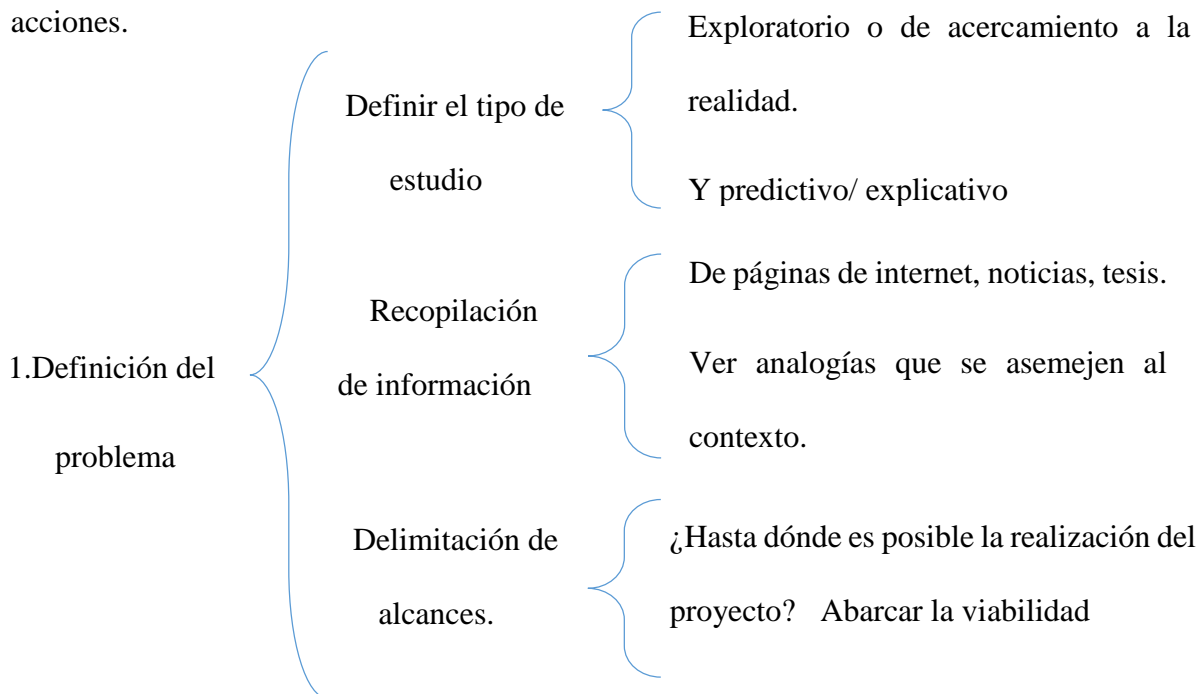 acciones.
Exploratorio o de acercamiento a la
realidad.
Y predictivo/ explicativo
Definir el tipo de
estudio
De páginas de internet, noticias, tesis.
Ver analogías que se asemejen al
contexto.
Recopilación
de información
1.Definición del
problema
Delimitación de
alcances.
¿Hasta dónde es posible la realización del
proyecto? Abarcar la viabilidad